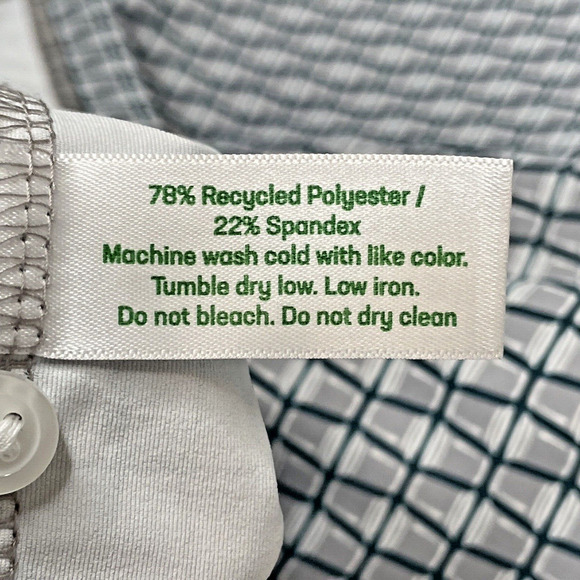 78% Recycled Polyester /
22% Spandex
Machine wash cold with like color.
Tumble dry low. Low iron.
Do not bleach. Do not dry clean